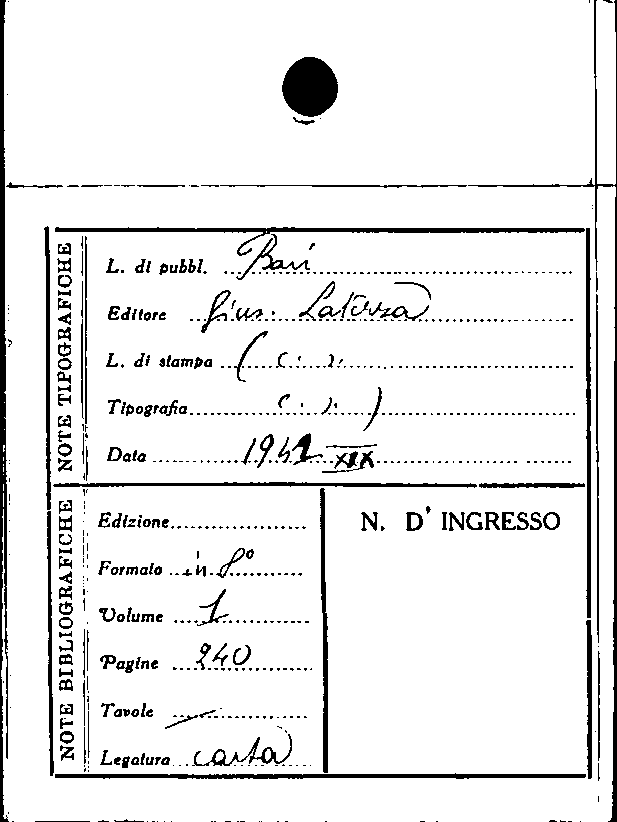 NOTE TIPOGRAFICHE
L. di pubbl. Bari
Editore Gius. Laterza
L. di stampa ( c. s.
Tipografia c. s. )
Data 1941 XIX
NOTE BIBLIOGRAFICHE
Edizione
Formato in 8°
Volume 1
Pagine 240
Tavole —
Legatura carta
N. D' INGRESSO